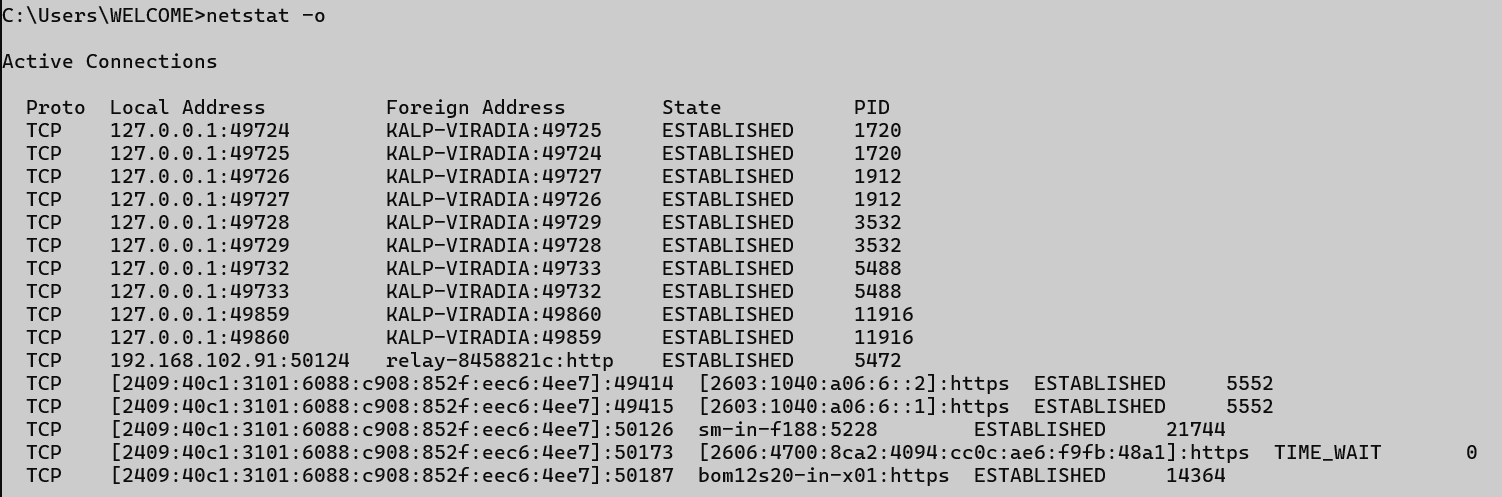 C:\Users\WELCOME>netstat -o
Active Connections
Proto  Local Address          Foreign Address        State           PID
TCP    127.0.0.1:49724        KALP-VIRADIA:49725     ESTABLISHED     1720
TCP    127.0.0.1:49725        KALP-VIRADIA:49724     ESTABLISHED     1720
TCP    127.0.0.1:49726        KALP-VIRADIA:49727     ESTABLISHED     1912
TCP    127.0.0.1:49727        KALP-VIRADIA:49726     ESTABLISHED     1912
TCP    127.0.0.1:49728        KALP-VIRADIA:49729     ESTABLISHED     3532
TCP    127.0.0.1:49729        KALP-VIRADIA:49728     ESTABLISHED     3532
TCP    127.0.0.1:49732        KALP-VIRADIA:49733     ESTABLISHED     5488
TCP    127.0.0.1:49733        KALP-VIRADIA:49732     ESTABLISHED     5488
TCP    127.0.0.1:49859        KALP-VIRADIA:49860     ESTABLISHED     11916
TCP    127.0.0.1:49860        KALP-VIRADIA:49859     ESTABLISHED     11916
TCP    192.168.102.91:50124   relay-8458821c:http    ESTABLISHED     5472
TCP    [2409:40c1:3101:6088:c908:852f:eec6:4ee7]:49414  [2603:1040:a06:6::2]:https  ESTABLISHED     5552
TCP    [2409:40c1:3101:6088:c908:852f:eec6:4ee7]:49415  [2603:1040:a06:6::1]:https  ESTABLISHED     5552
TCP    [2409:40c1:3101:6088:c908:852f:eec6:4ee7]:50126  sm-in-f188:5228        ESTABLISHED     21744
TCP    [2409:40c1:3101:6088:c908:852f:eec6:4ee7]:50173  [2606:4700:8ca2:4094:cc0c:ae6:f9fb:48a1]:https  TIME_WAIT       0
TCP    [2409:40c1:3101:6088:c908:852f:eec6:4ee7]:50187  bom12s20-in-x01:https  ESTABLISHED     14364